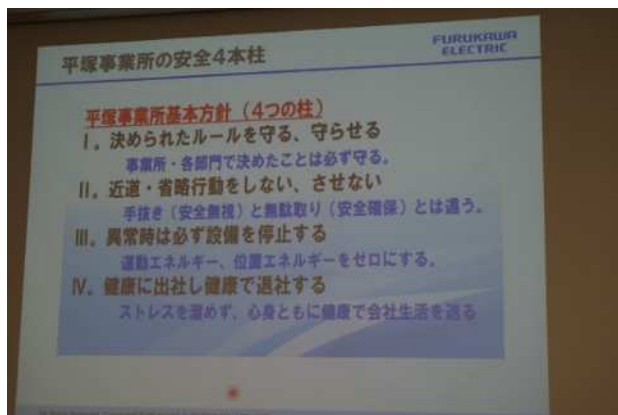 平塚事業所の安全4本柱
FURUKAWA
ELECTRIC
平塚事業所基本方針（4つの柱）
Ⅰ．決められたルールを守る、守らせる
事業所・各部門で決めたことは必ず守る。
Ⅱ．近道・省略行動をしない、させない
手抜き（安全無視）と無駄取り（安全確保）とは違う。
Ⅲ．異常時は必ず設備を停止する
運動エネルギー、位置エネルギーをゼロにする。
Ⅳ．健康に出社し健康で退社する
ストレスを溜めず、心身ともに健康で会社生活を送る